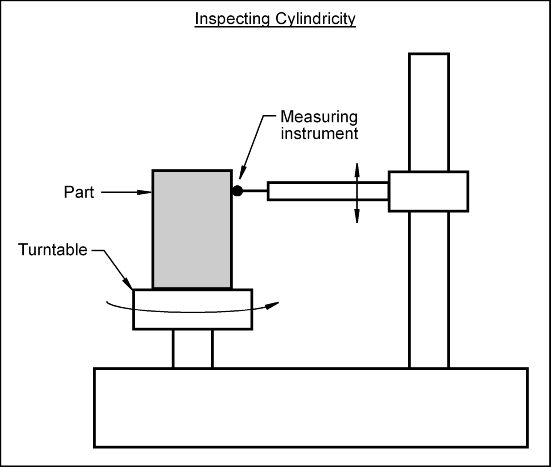 Inspecting Cylindricity
Measuring
instrument
Part
Turntable